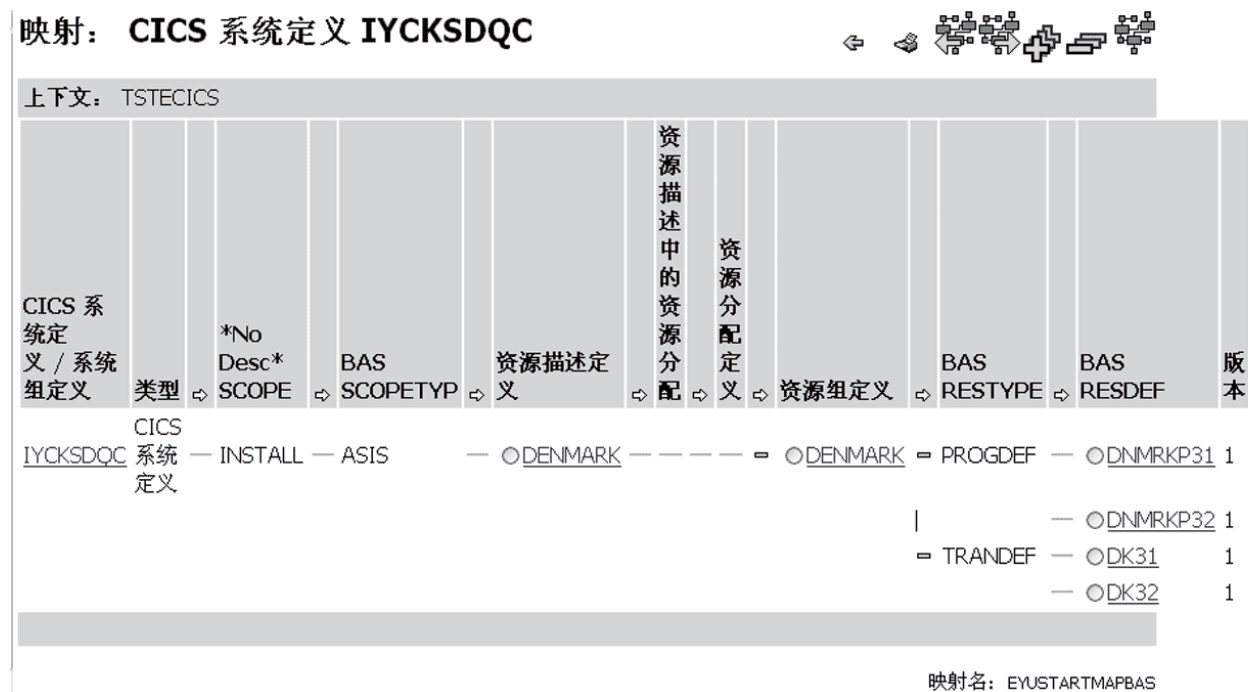 映射： CICS 系统定义 IYCKSDQC
上下文： TSTECICS
CICS 系统定义 / 系统组定义
类型
*No Desc* SCOPE
BAS SCOPETYP
资源描述定义
资源描述中的资源分配
资源分配定义
资源组定义
BAS RESTYPE
BAS RESDEF
版本
IYCKSDQC CICS 系统定义 INSTALL ASIS DENMARK DENMARK PROGDEF DNMRKP31 1
DNMRKP32 1
TRANDEF DK31 1
DK32 1
映射名： EYUSTARTMAPBAS